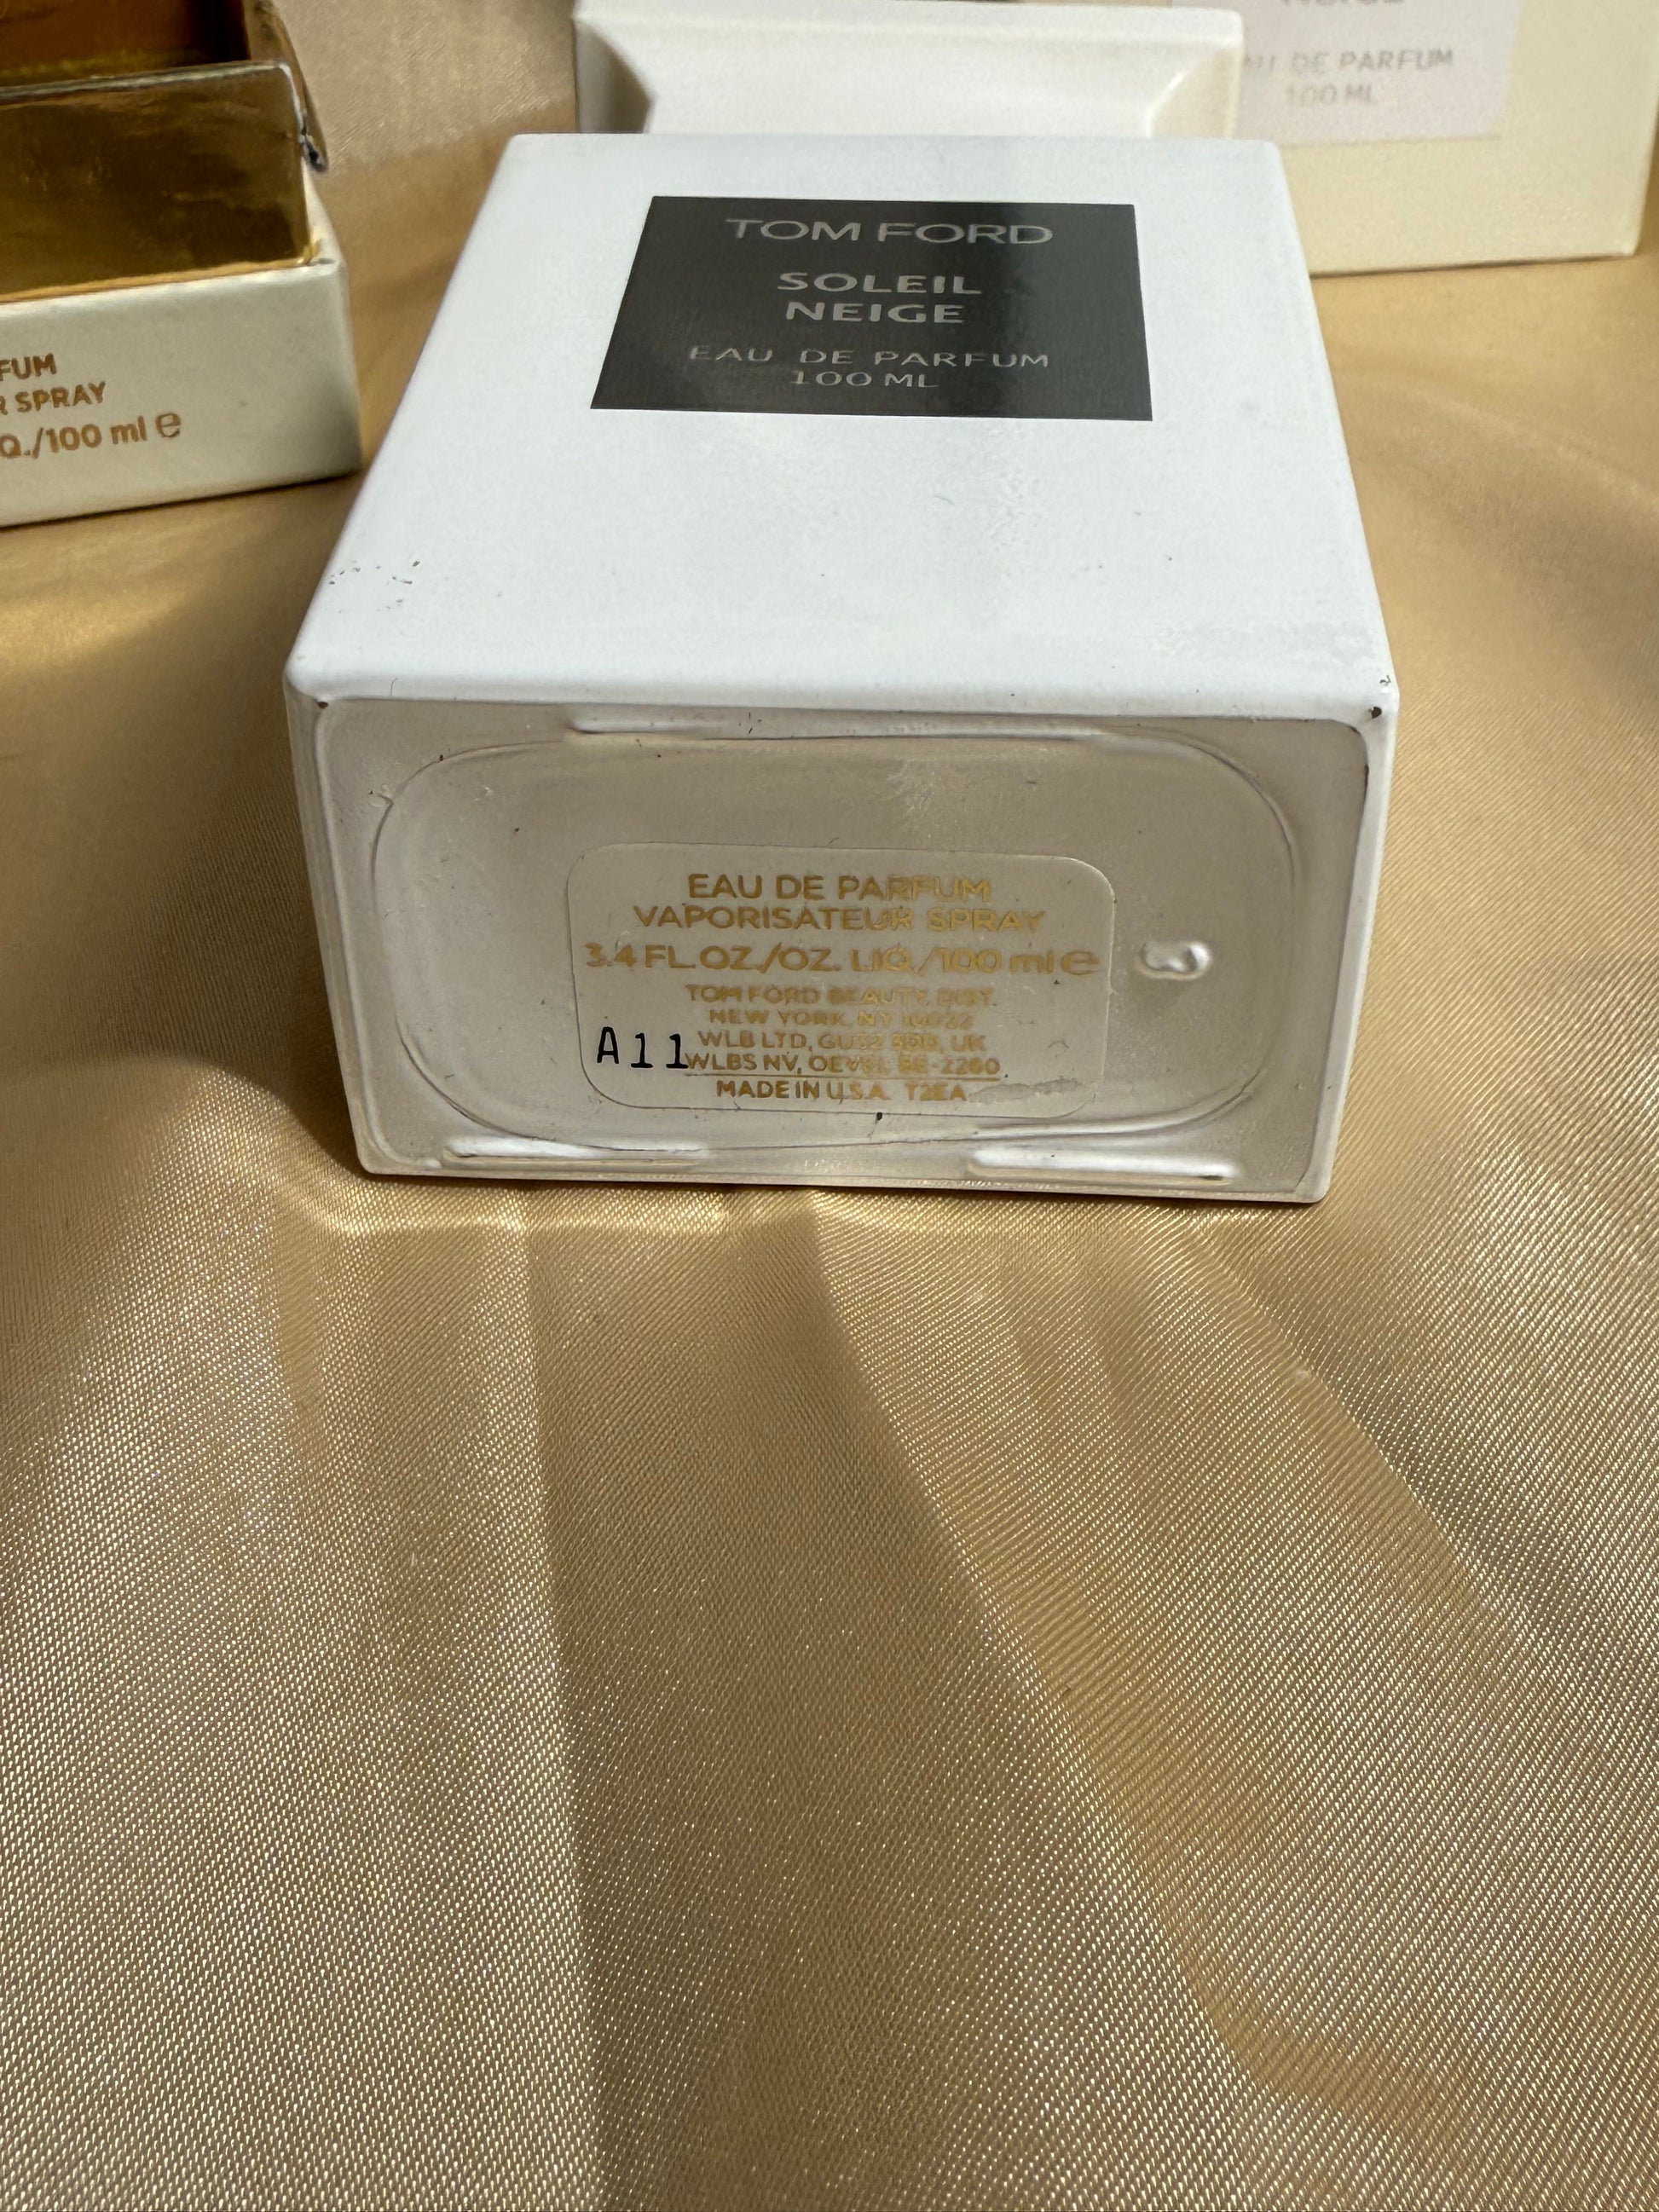 DE PARFUM
100 ML
TOM FORD
SOLEIL
NEIGE
EAU DE PARFUM
100 ML
FUM
R SPRAY
Q./100 ml e
EAU DE PARFUM
VAPORISATEUR SPRAY
3.4 FL.OZ./OZ. LIQ./100 ml e
TOM FORD BEAUTY, DIST.
NEW YORK, NY 10022
WLB LTD, UK
A11
WLBS NV, OEVEL BE-2260
MADE IN U.S.A. T2EA